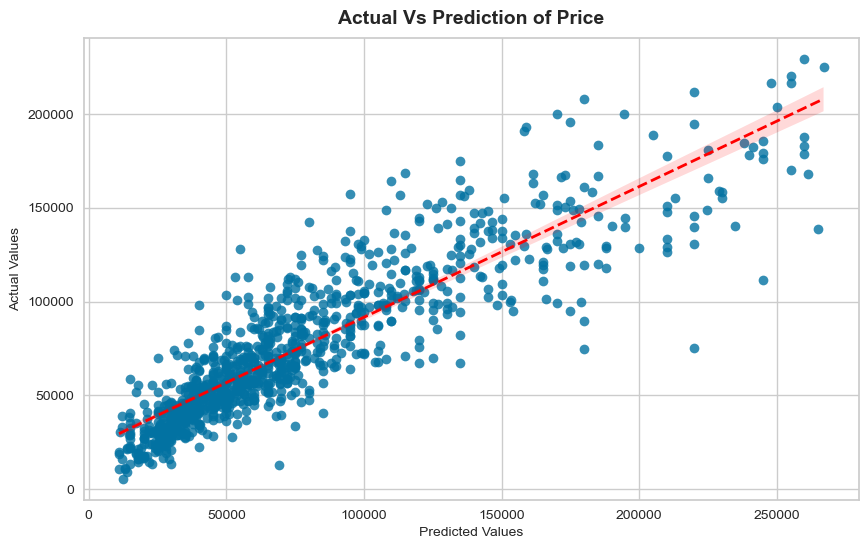 Actual Vs Prediction of Price
200000
150000
100000
50000
0
Actual Values
0 50000 100000 150000 200000 250000
Predicted Values